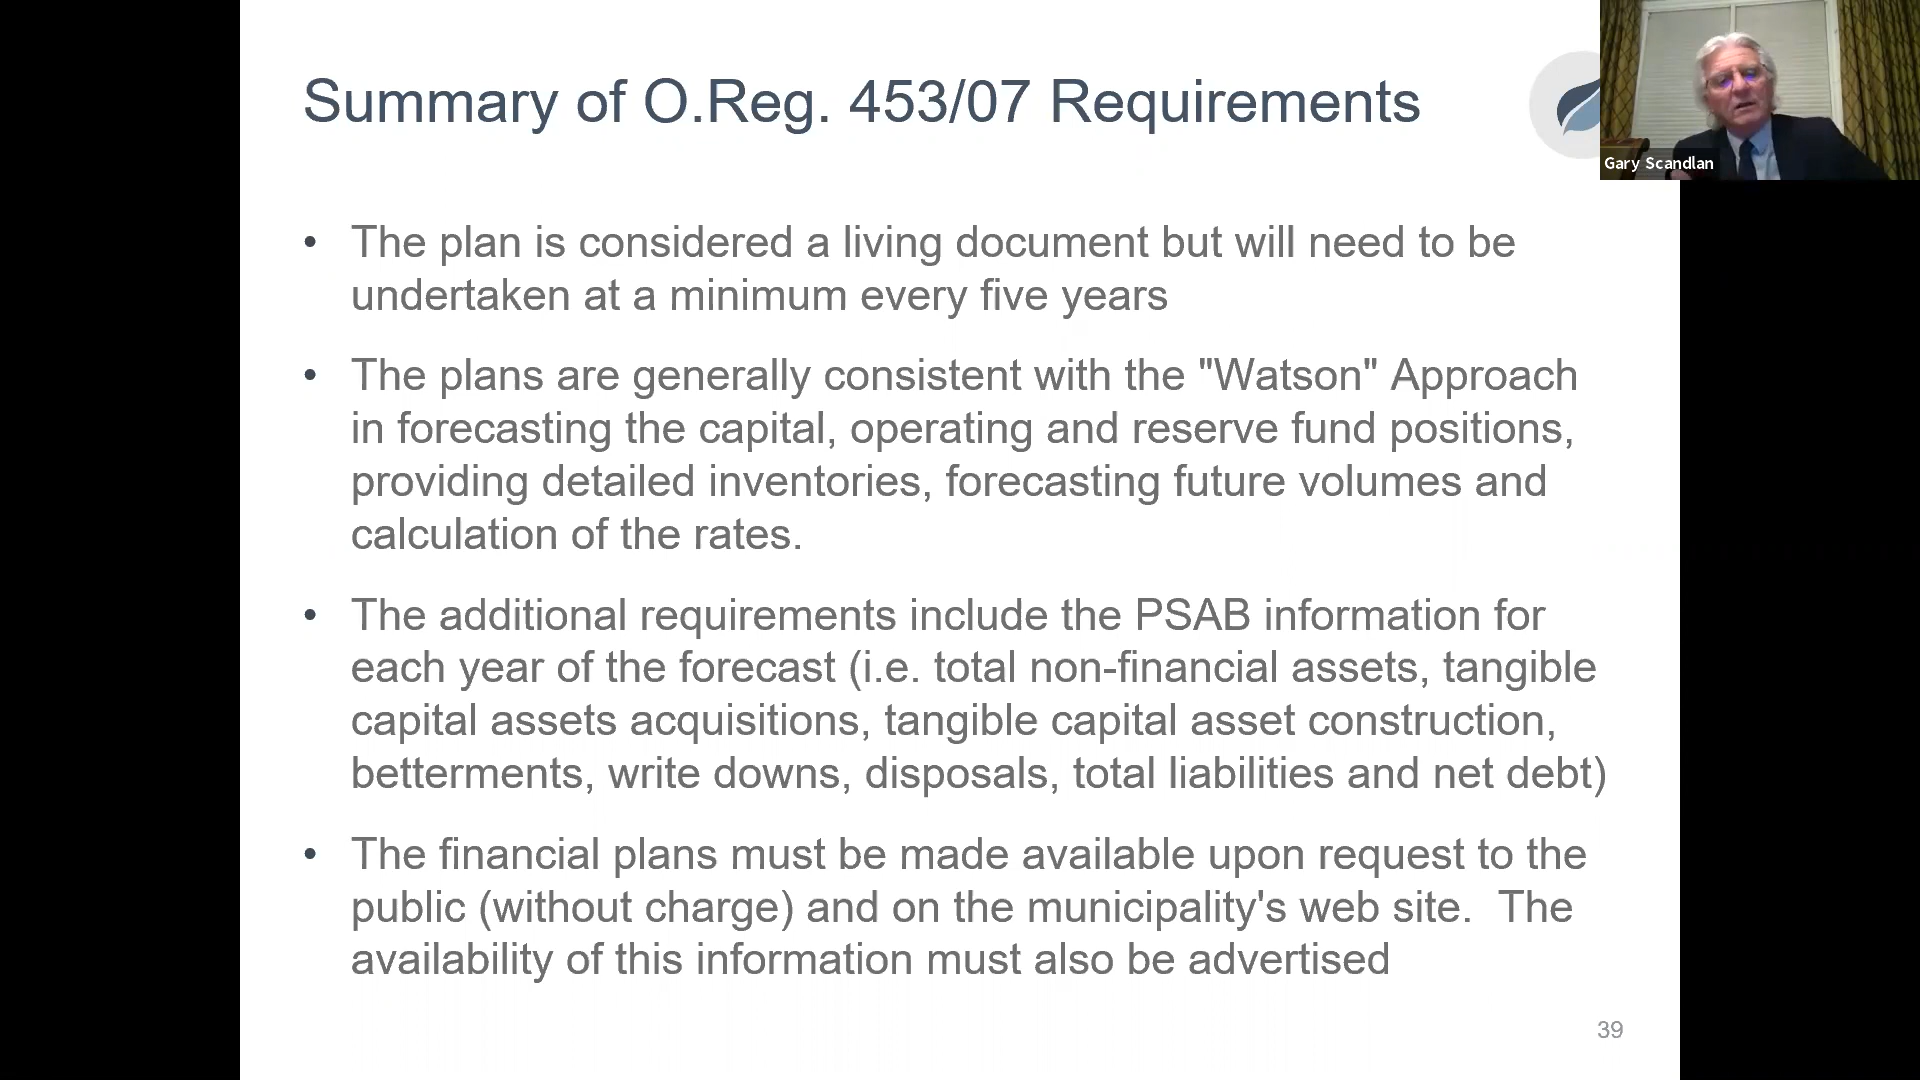 Summary of O.Reg. 453/07 Requirements
Gary Scandlan
• The plan is considered a living document but will need to be
undertaken at a minimum every five years
• The plans are generally consistent with the "Watson" Approach
in forecasting the capital, operating and reserve fund positions,
providing detailed inventories, forecasting future volumes and
calculation of the rates.
• The additional requirements include the PSAB information for
each year of the forecast (i.e. total non-financial assets, tangible
capital assets acquisitions, tangible capital asset construction,
betterments, write downs, disposals, total liabilities and net debt)
• The financial plans must be made available upon request to the
public (without charge) and on the municipality's web site.  The
availability of this information must also be advertised
39